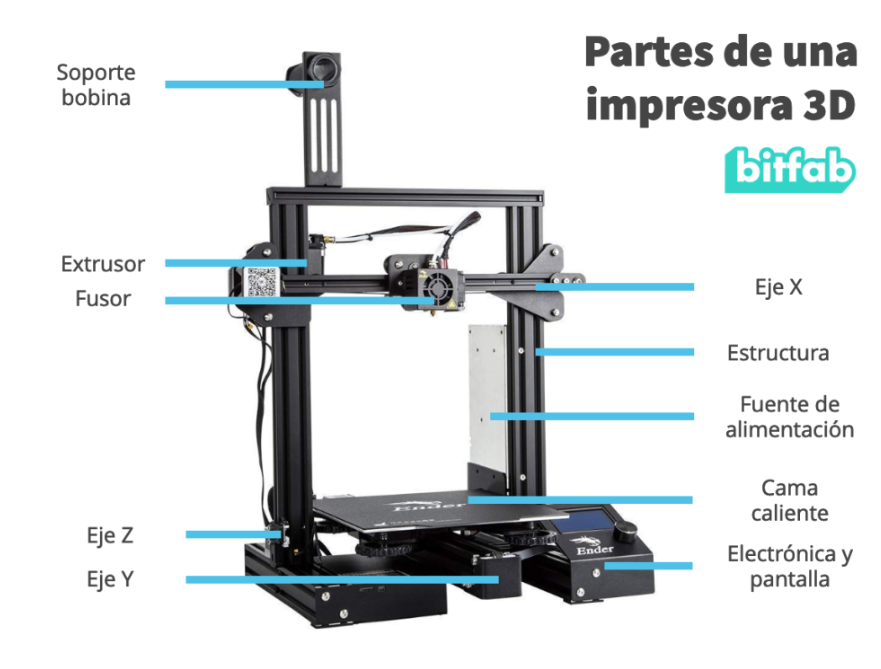 Partes de una
impresora 3D
bitfab
Soporte
bobina
Extrusor
Fusor
Eje X
Estructura
Fuente de
alimentación
Cama
caliente
Ender
Eje Z
Eje Y
Ender
Electrónica y
pantalla